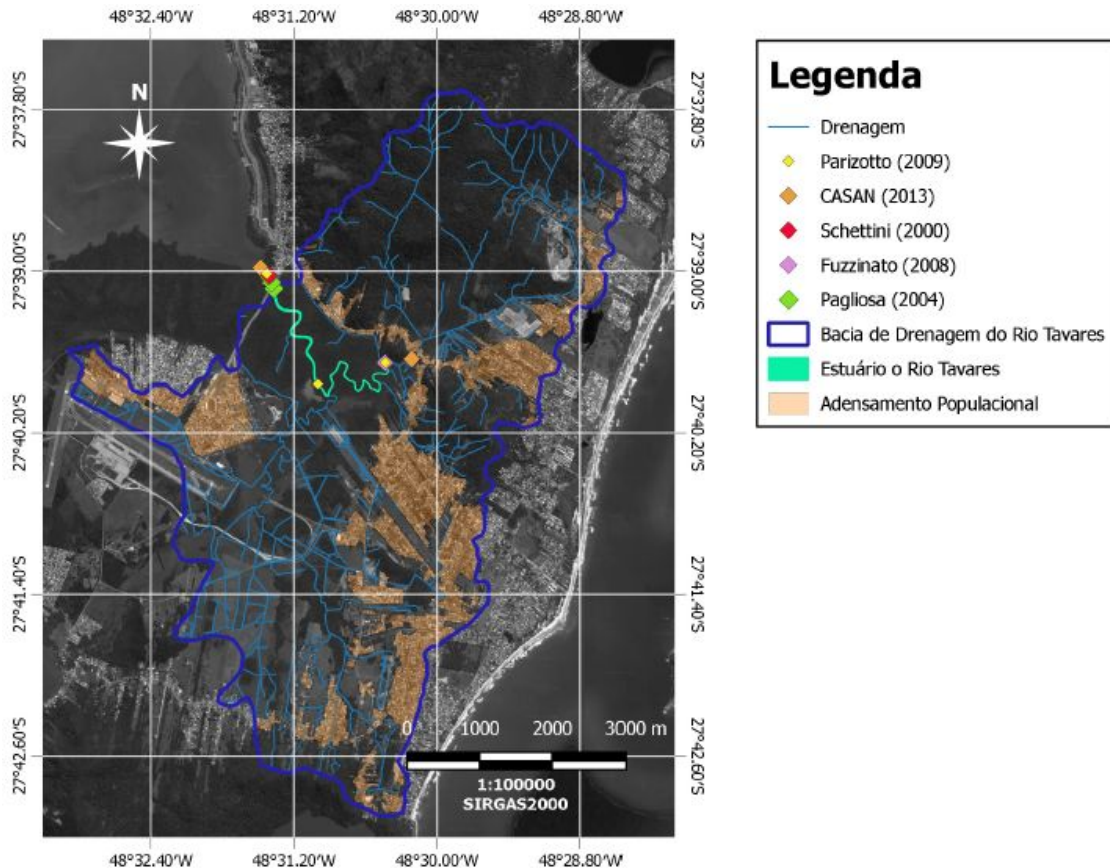 48°32.40'W 48°31.20'W 48°30.00'W 48°28.80'W
27°37.80'S
27°39.00'S
27°40.20'S
27°41.40'S
27°42.60'S
N
0 1000 2000 3000 m
1:100000
SIRGAS2000
27°37.80'S
27°39.00'S
27°40.20'S
27°41.40'S
27°42.60'S
48°32.40'W 48°31.20'W 48°30.00'W 48°28.80'W
Legenda
Drenagem
Parizotto (2009)
CASAN (2013)
Schettini (2000)
Fuzzinato (2008)
Pagliosa (2004)
Bacia de Drenagem do Rio Tavares
Estuário o Rio Tavares
Adensamento Populacional